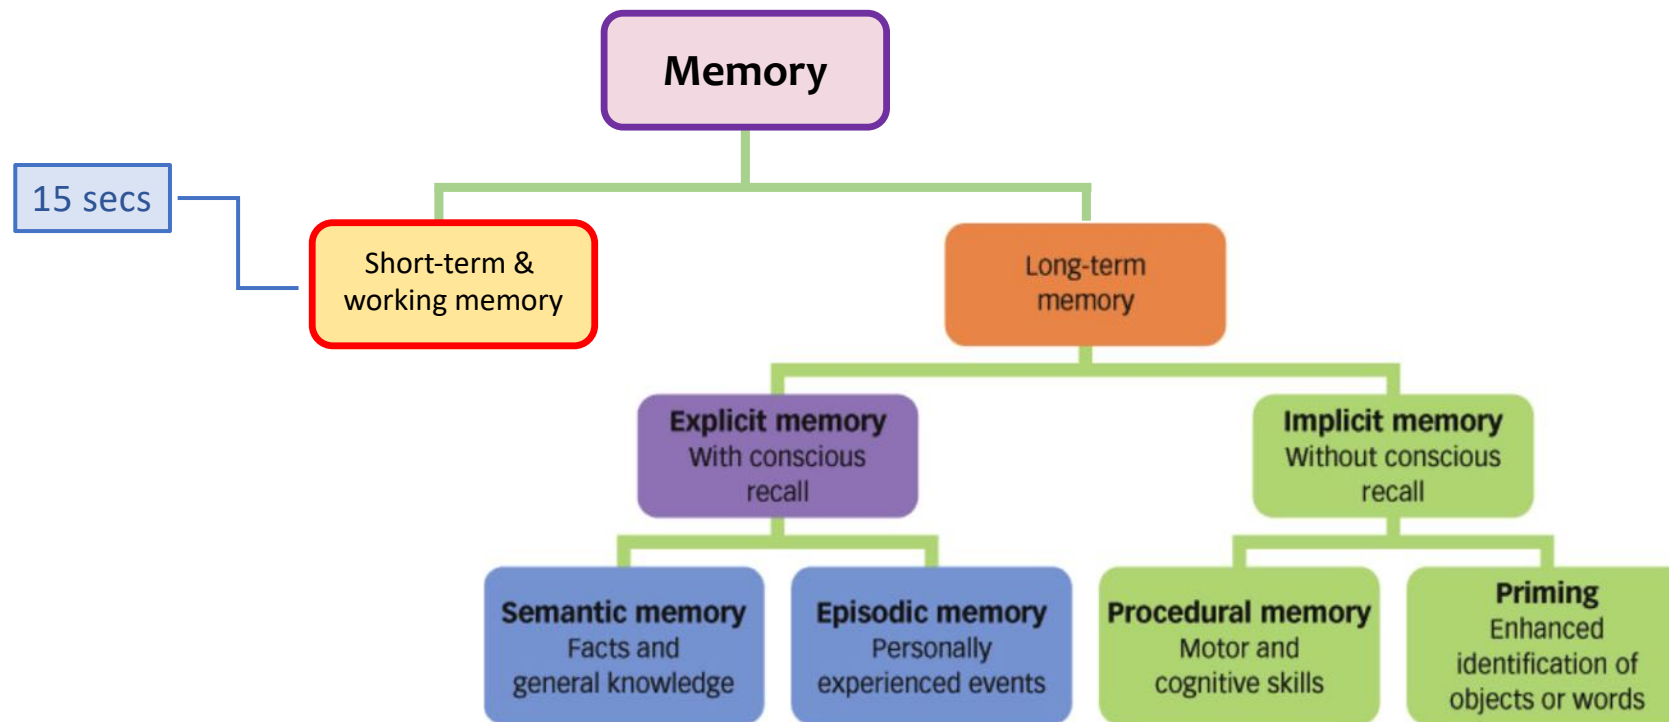 Memory
15 secs
Short-term &
working memory
Long-term
memory
Explicit memory
With conscious
recall
Implicit memory
Without conscious
recall
Semantic memory
Facts and
general knowledge
Episodic memory
Personally
experienced events
Procedural memory
Motor and
cognitive skills
Priming
Enhanced
identification of
objects or words